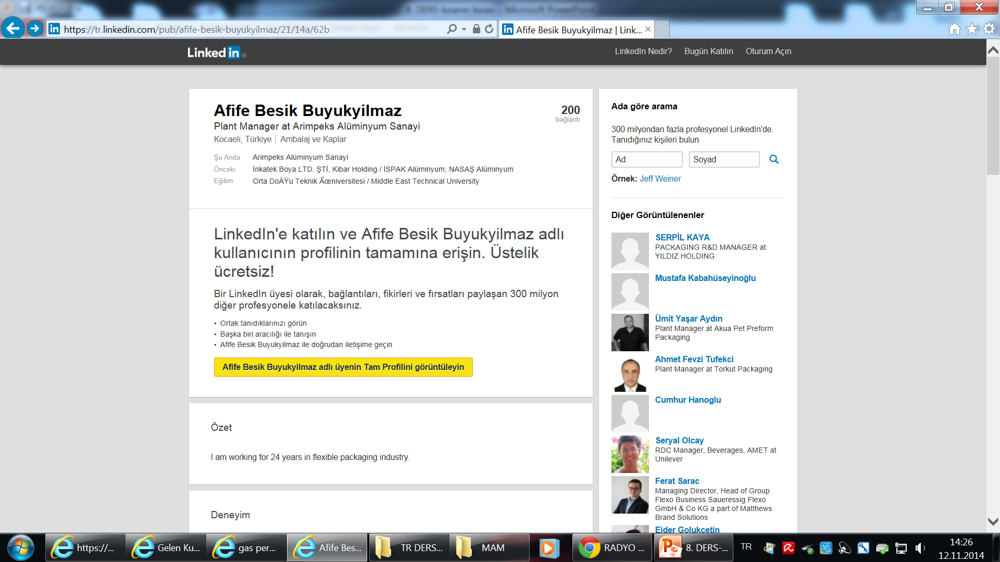 https://tr.linkedin.com/pub/afife-besik-buyukyilmaz/21/14a/62b
Afife Besik Buyukyilmaz | Link...
Linked in
LinkedIn Nedir? Bugün Katılın Oturum Açın
Afife Besik Buyukyilmaz
200
bağlantı
Plant Manager at Arimpeks Alüminyum Sanayi
Kocaeli, Türkiye | Ambalaj ve Kaplar
Şu Anda Arimpeks Alüminyum Sanayi
Önceki İnkatek Boya LTD. ŞTİ, Kibar Holding / İSPAK Alüminyum, NASAŞ Alüminyum
Eğitim Orta DoÄŸu Teknik Ãœniversitesi / Middle East Technical University
LinkedIn'e katılın ve Afife Besik Buyukyilmaz adlı
kullanıcının profilinin tamamına erişin. Üstelik
ücretsiz!
Bir LinkedIn üyesi olarak, bağlantıları, fikirleri ve fırsatları paylaşan 300 milyon
diğer profesyonele katılacaksınız.
• Ortak tanıdıklarınızı görün
• Başka biri aracılığı ile tanışın
• Afife Besik Buyukyilmaz ile doğrudan iletişime geçin
Afife Besik Buyukyilmaz adlı üyenin Tam Profilini görüntüleyin
Özet
I am working for 24 years in flexible packaging industry.
Deneyim
Ada göre arama
300 milyondan fazla profesyonel LinkedIn'de.
Tanıdığınız kişileri bulun
Ad Soyad
Örnek: Jeff Weiner
Diğer Görüntülenenler
SERPİL KAYA
PACKAGING R&D MANAGER at
YILDIZ HOLDING
Mustafa Kabahüseyinoğlu
Ümit Yaşar Aydın
Plant Manager at Akua Pet Preform
Packaging
Ahmet Fevzi Tufekci
Plant Manager at Torkut Packaging
Cumhur Hanoglu
Seryal Olcay
RDC Manager, Beverages, AMET at
Unilever
Ferat Sarac
Managing Director, Head of Group
Flexo Business Saueressig Flexo
GmbH & Co KG a part of Matthews
Brand Solutions
Eider Golukcetin
https://... Gelen Ku... gas per... Afife Bes... TR DERS... MAM RADYO ... 8. DERS-... TR
14:26
12.11.2014